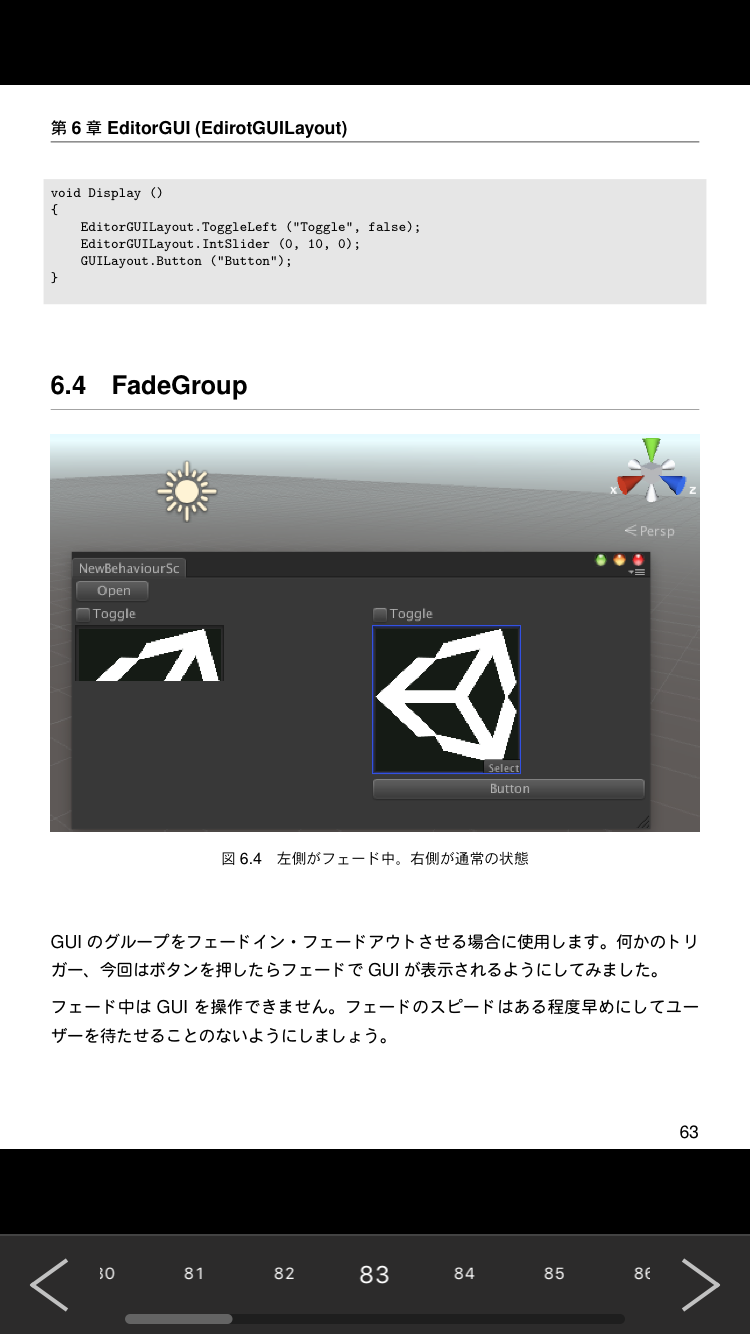 第 6 章 EditorGUI (EdirotGUILayout)
void Display ()
{
    EditorGUILayout.ToggleLeft ("Toggle", false);
    EditorGUILayout.IntSlider (0, 10, 0);
    GUILayout.Button ("Button");
}
6.4 FadeGroup
x
z
Persp
NewBehaviourSc
Open
Toggle
Toggle
Select
Button
図 6.4 左側がフェード中。右側が通常の状態
GUI のグループをフェードイン・フェードアウトさせる場合に使用します。何かのトリ
ガー、今回はボタンを押したらフェードで GUI が表示されるようにしてみました。
フェード中は GUI を操作できません。フェードのスピードはある程度早めにしてユー
ザーを待たせることのないようにしましょう。
63
81 82 83 84 85